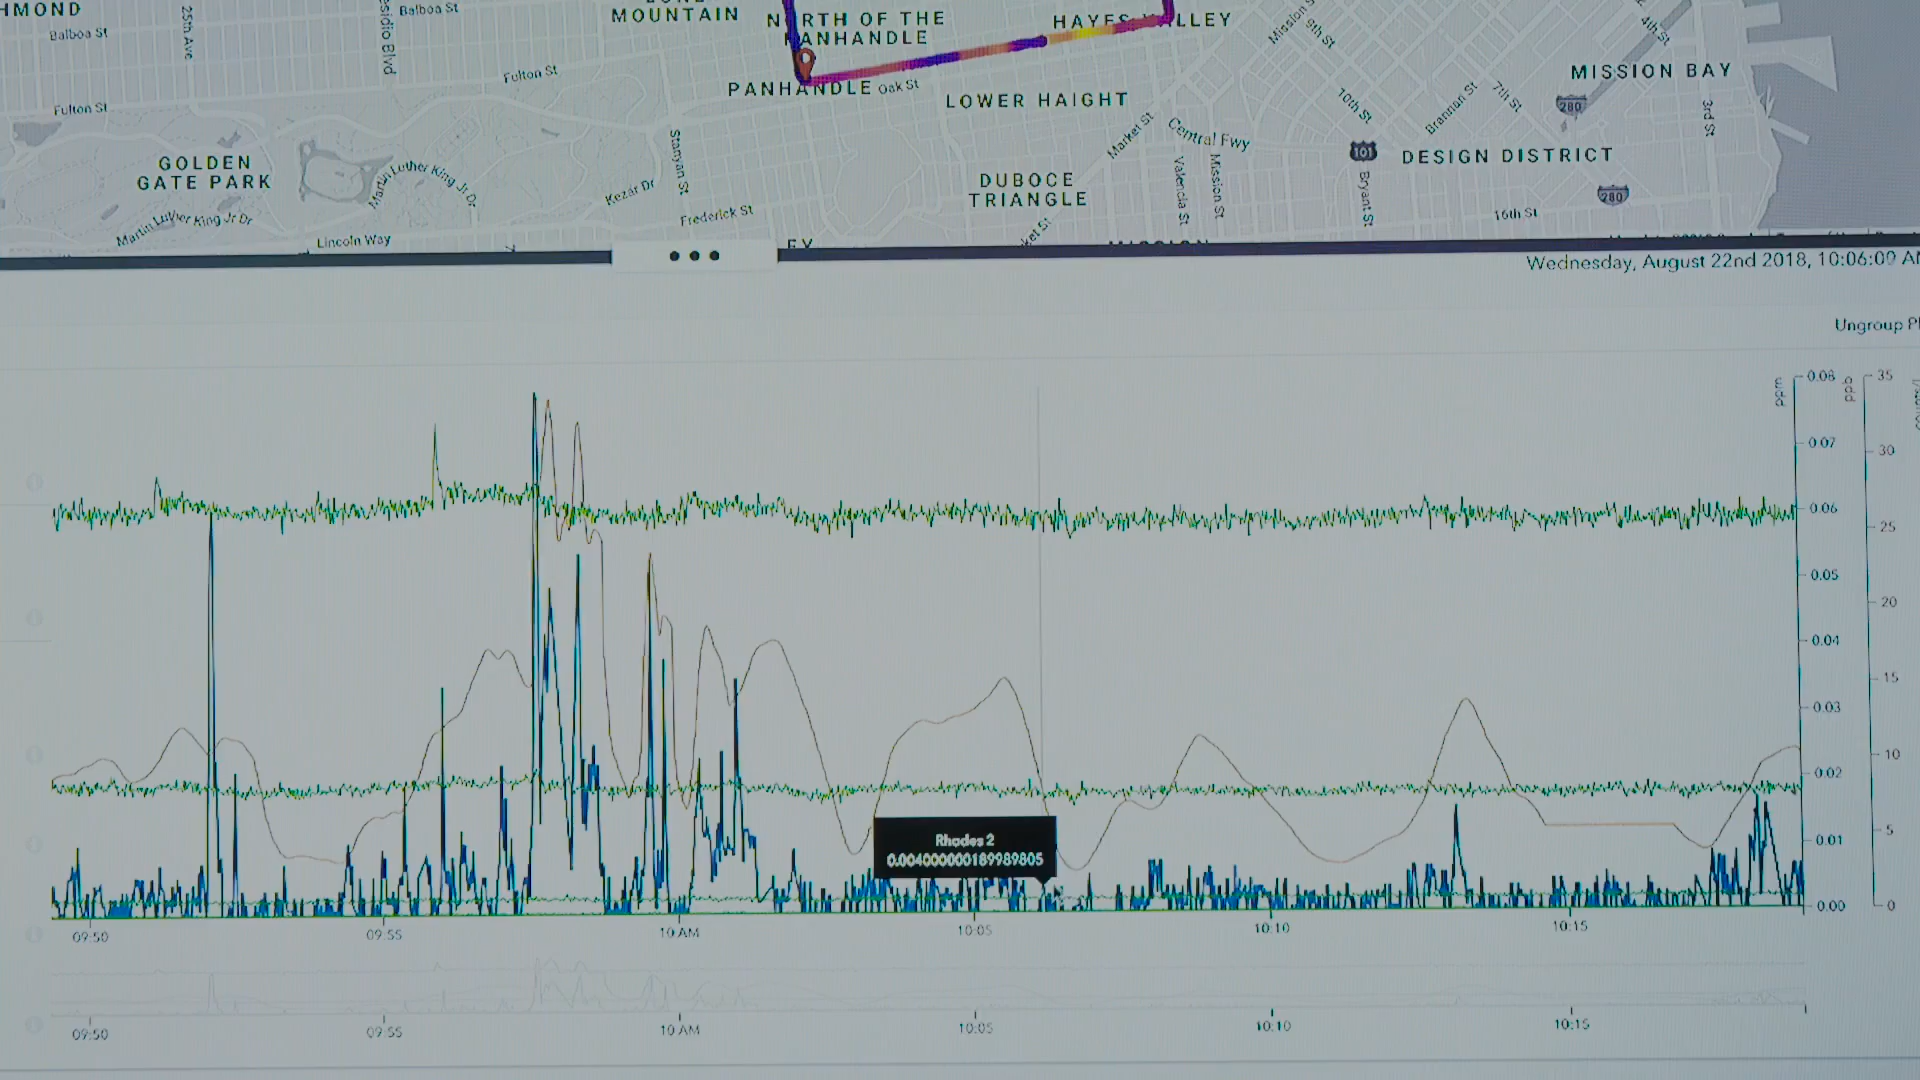 HMOND
Balboa St
25th Ave
Balboa St
MOUNTAIN
NORTH OF THE
PANHANDLE
HAYES VALLEY
Mission
9th St
4th St
Fulton St
Fulton St
PANHANDLE
Oak St
LOWER HAIGHT
MISSION BAY
280
10th St
Brannan St
7th St
3rd St
GOLDEN
GATE PARK
Martin Luther King Jr Dr
Martin Luther King Jr Dr
Stanyan St
Kezar Dr
Frederick St
Lincoln Way
Market St
Central Fwy
Valencia St
Mission St
DUBOCE
TRIANGLE
101
DESIGN DISTRICT
Bryant St
280
16th St
Wednesday, August 22nd 2018, 10:06:00
Ungroup
ppm
0.08
0.07
0.06
0.05
0.04
0.03
0.02
0.01
0.00
ppb
35
30
25
20
15
10
5
0
Rhodes 2
0.00400000189989805
09:50
09:55
10 AM
10:05
10:10
10:15
09:50
09:55
10 AM
10:05
10:10
10:15